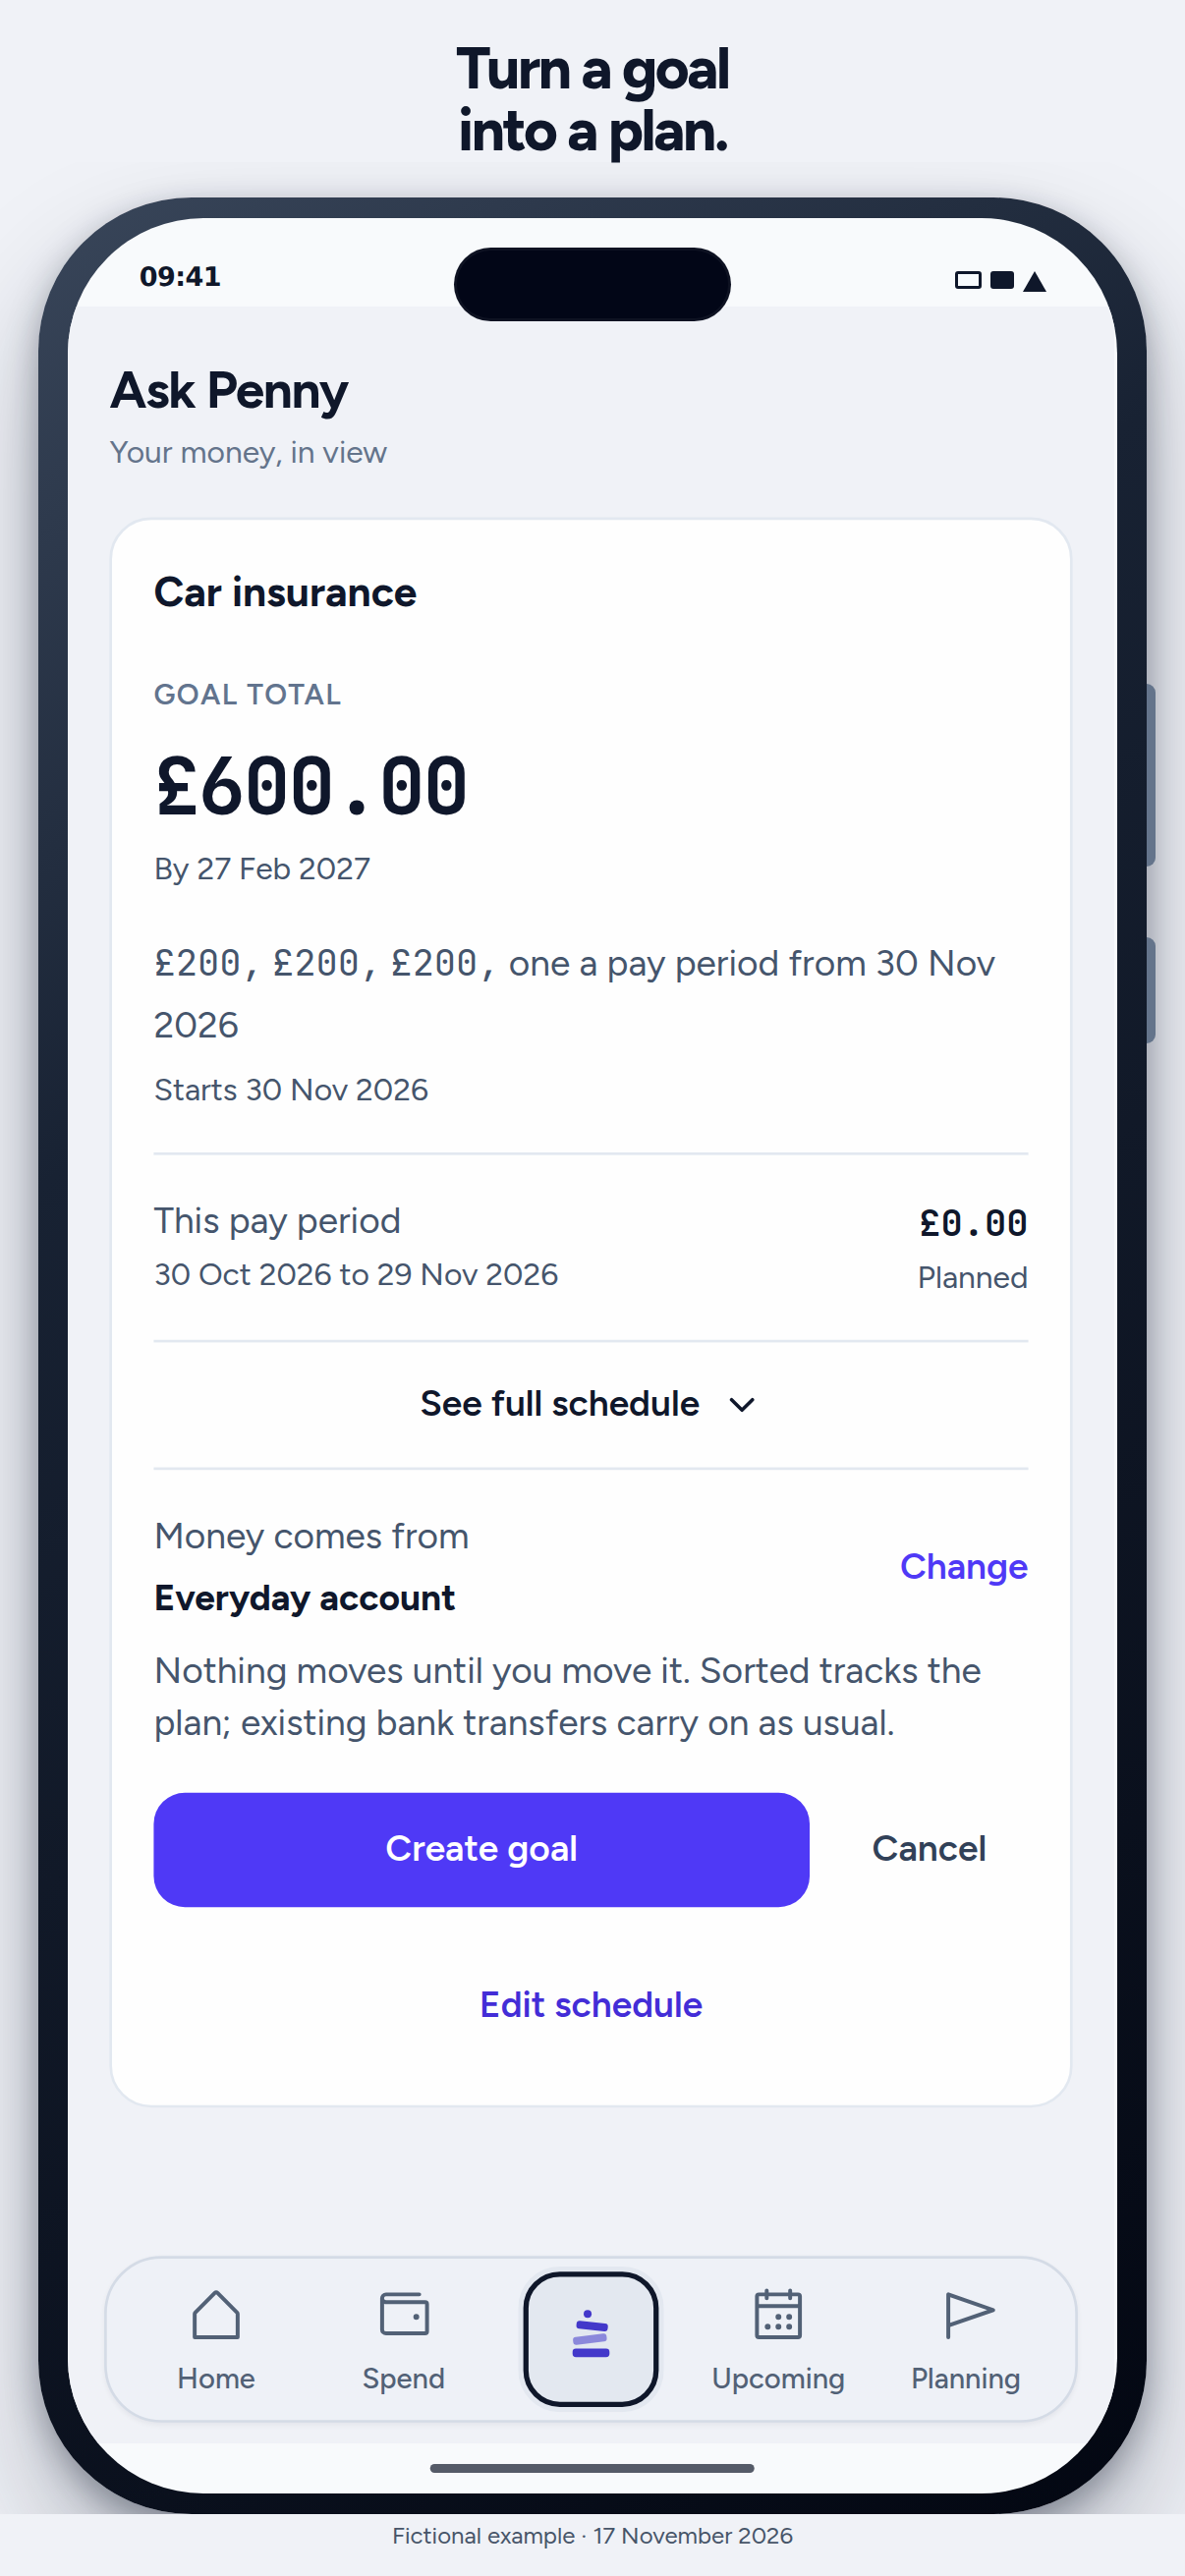 Turn a goal
into a plan.
09:41
Ask Penny
Your money, in view
Car insurance
GOAL TOTAL
£600.00
By 27 Feb 2027
£200, £200, £200, one a pay period from 30 Nov
2026
Starts 30 Nov 2026
This pay period
£0.00
30 Oct 2026 to 29 Nov 2026
Planned
See full schedule
Money comes from
Change
Everyday account
Nothing moves until you move it. Sorted tracks the
plan; existing bank transfers carry on as usual.
Create goal
Cancel
Edit schedule
Home
Spend
Upcoming
Planning
Fictional example · 17 November 2026